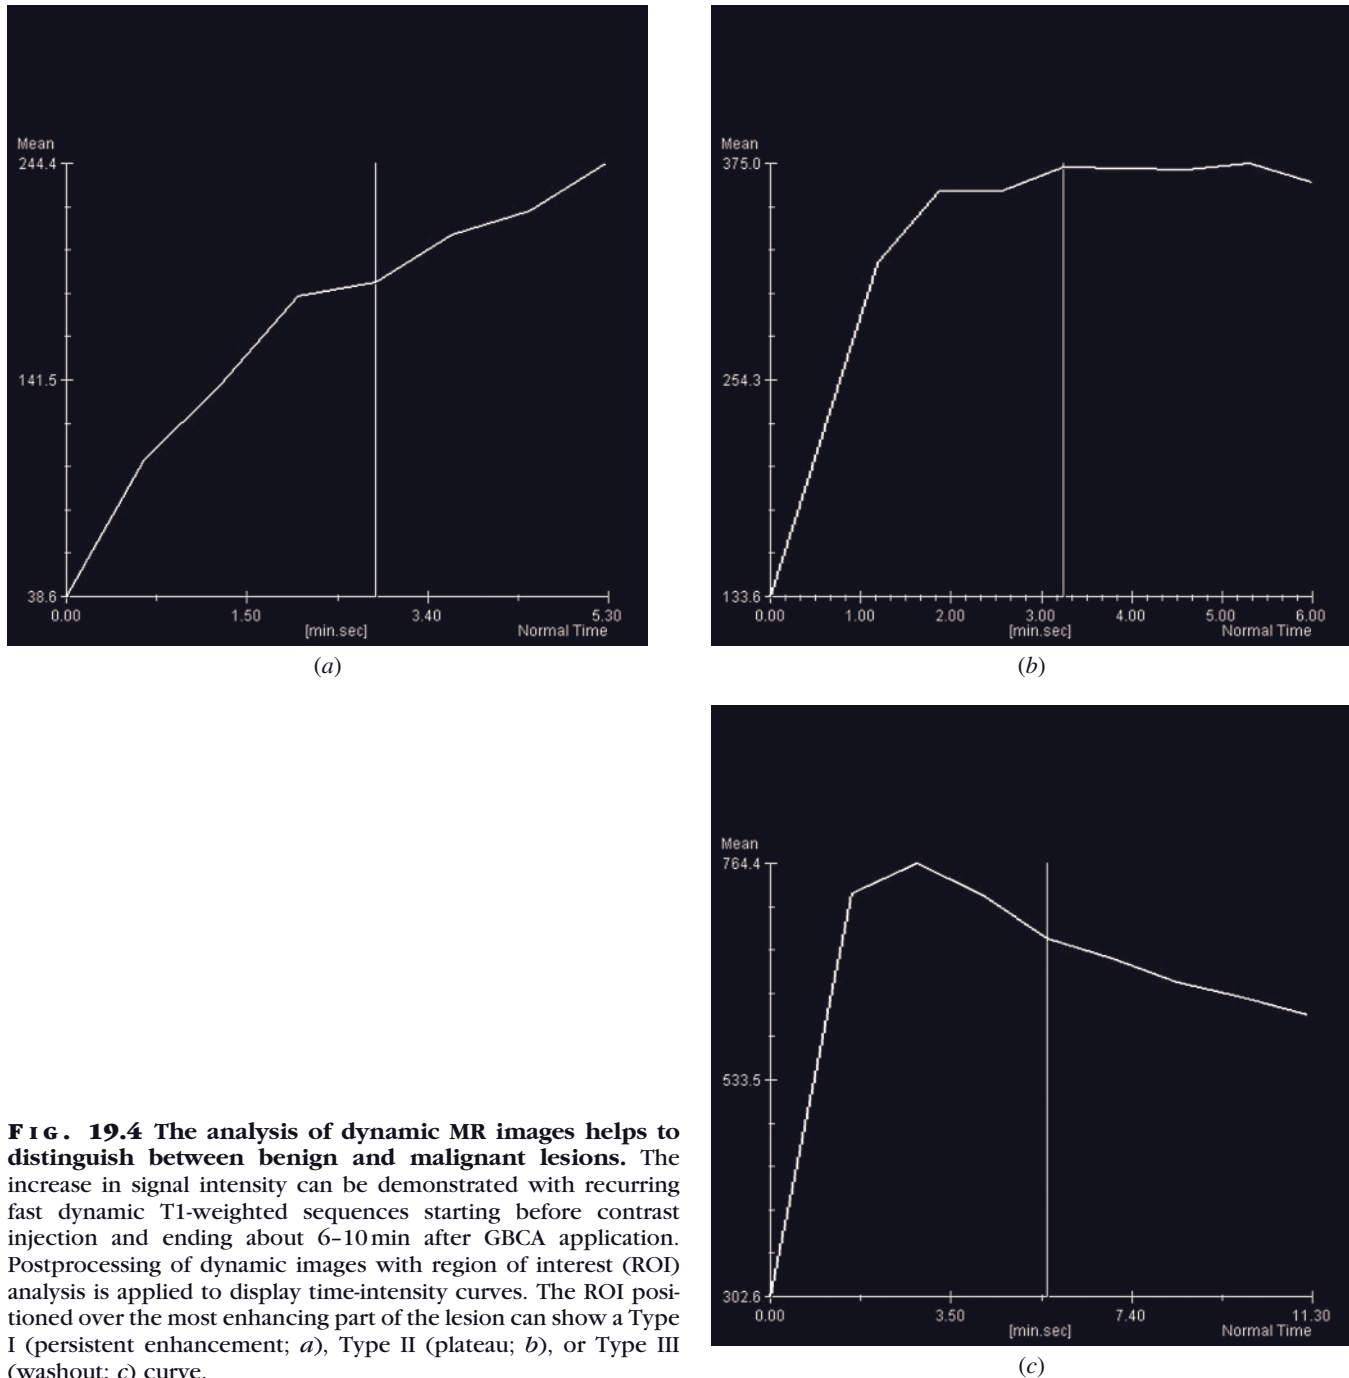 Mean
244.4
141.5
38.6
0.00 1.50 3.40 5.30
[min.sec] Normal Time
(a)
Mean
375.0
254.3
133.6
0.00 1.00 2.00 3.00 4.00 5.00 6.00
[min.sec] Normal Time
(b)
Mean
764.4
533.5
302.6
0.00 3.50 7.40 11.30
[min.sec] Normal Time
(c)
FIG. 19.4 The analysis of dynamic MR images helps to
distinguish between benign and malignant lesions. The
increase in signal intensity can be demonstrated with recurring
fast dynamic T1-weighted sequences starting before contrast
injection and ending about 6–10 min after GBCA application.
Postprocessing of dynamic images with region of interest (ROI)
analysis is applied to display time-intensity curves. The ROI posi-
tioned over the most enhancing part of the lesion can show a Type
I (persistent enhancement; a), Type II (plateau; b), or Type III
(washout; c) curve.